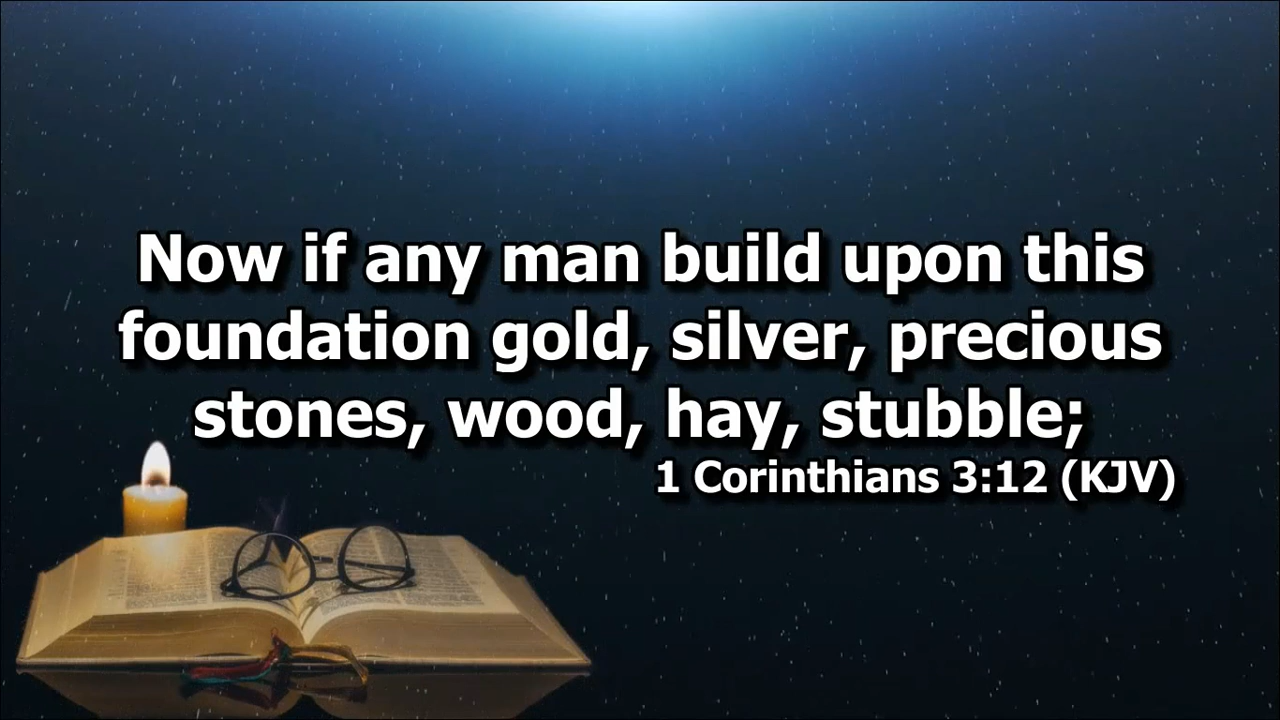 Now if any man build upon this
foundation gold, silver, precious
stones, wood, hay, stubble;
1 Corinthians 3:12 (KJV)